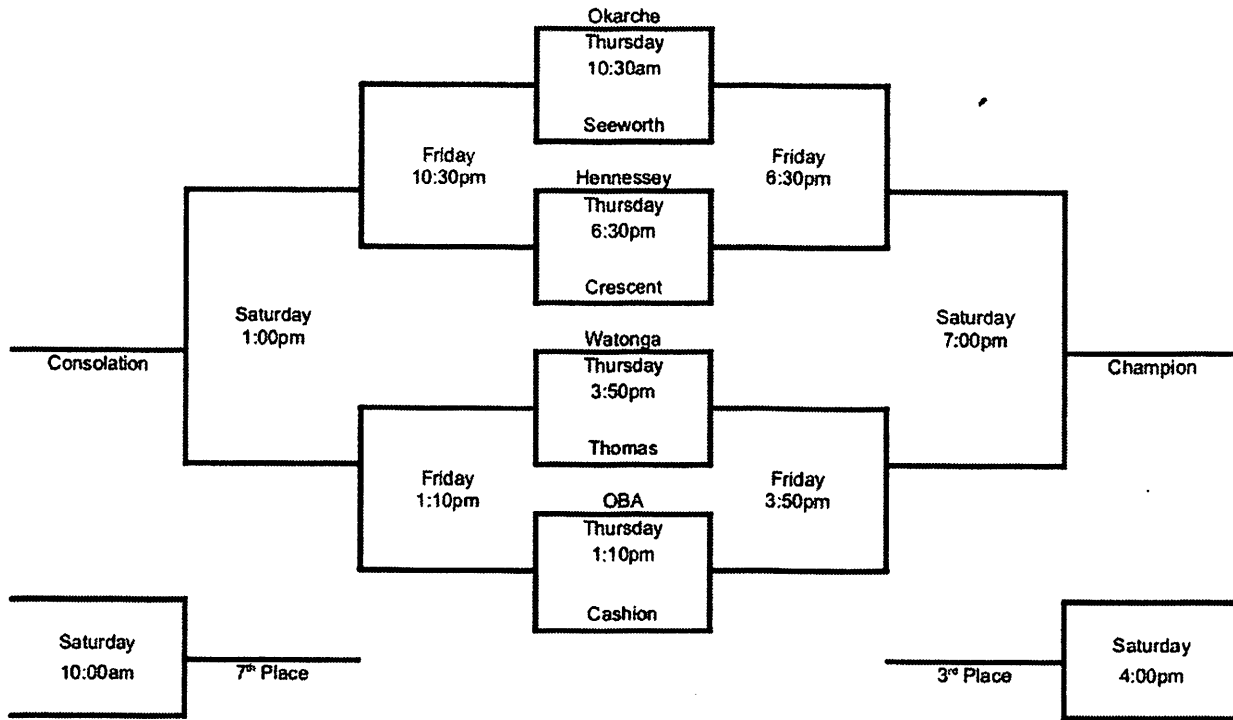 Okarche
Thursday
10:30am
Seeworth
Friday
10:30pm
Friday
6:30pm
Hennessey
Thursday
6:30pm
Crescent
Saturday
1:00pm
Saturday
7:00pm
Consolation
Champion
Watonga
Thursday
3:50pm
Thomas
Friday
1:10pm
Friday
3:50pm
OBA
Thursday
1:10pm
Cashion
Saturday
10:00am
7th Place
3rd Place
Saturday
4:00pm